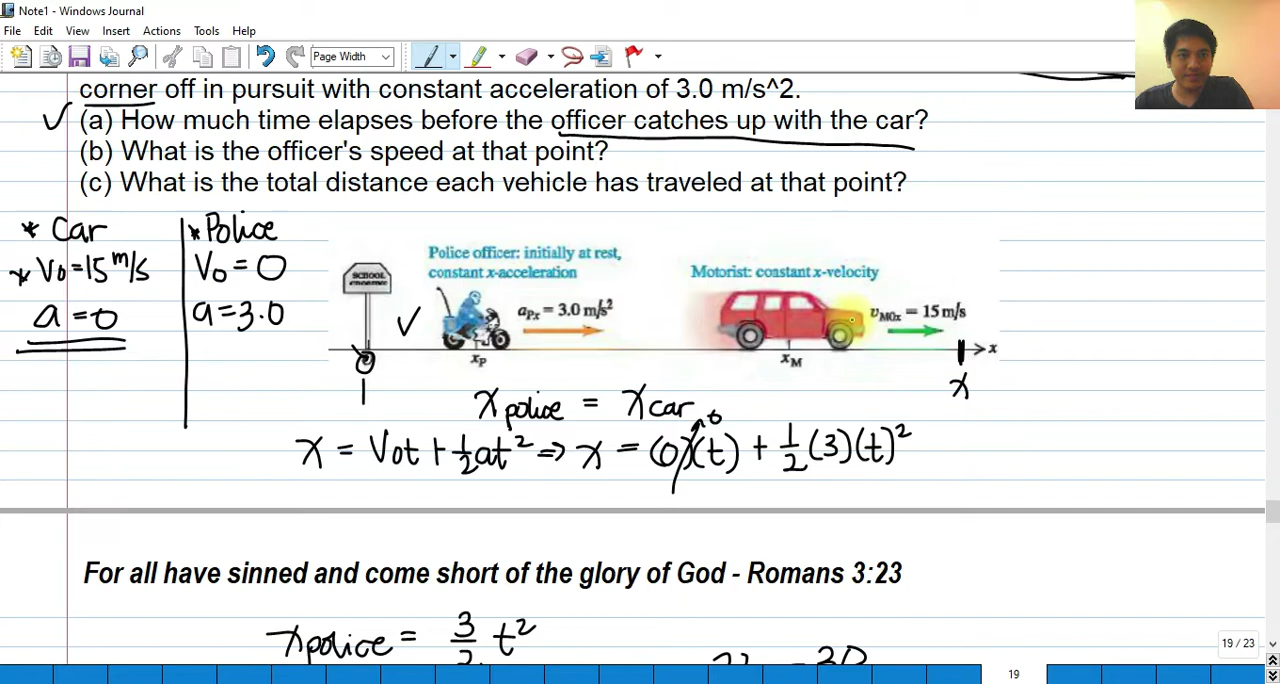 Note1 - Windows Journal
File Edit View Insert Actions Tools Help
Page Width
corner off in pursuit with constant acceleration of 3.0 m/s^2.
✓ (a) How much time elapses before the officer catches up with the car?
(b) What is the officer's speed at that point?
(c) What is the total distance each vehicle has traveled at that point?
* Car
* V0 = 15 m/s
a = 0
* Police
V0 = 0
a = 3.0
SCHOOL
✓
Police officer: initially at rest,
constant x-acceleration
aPx = 3.0 m/s²
xP
Motorist: constant x-velocity
vM0x = 15 m/s
xM
x
x
x police = x car
x = V0t + ½at² ⇒ x = (0)(t) + ½(3)(t)²
0
For all have sinned and come short of the glory of God - Romans 3:23
x police = 3/2 t²
30
19 / 23
19